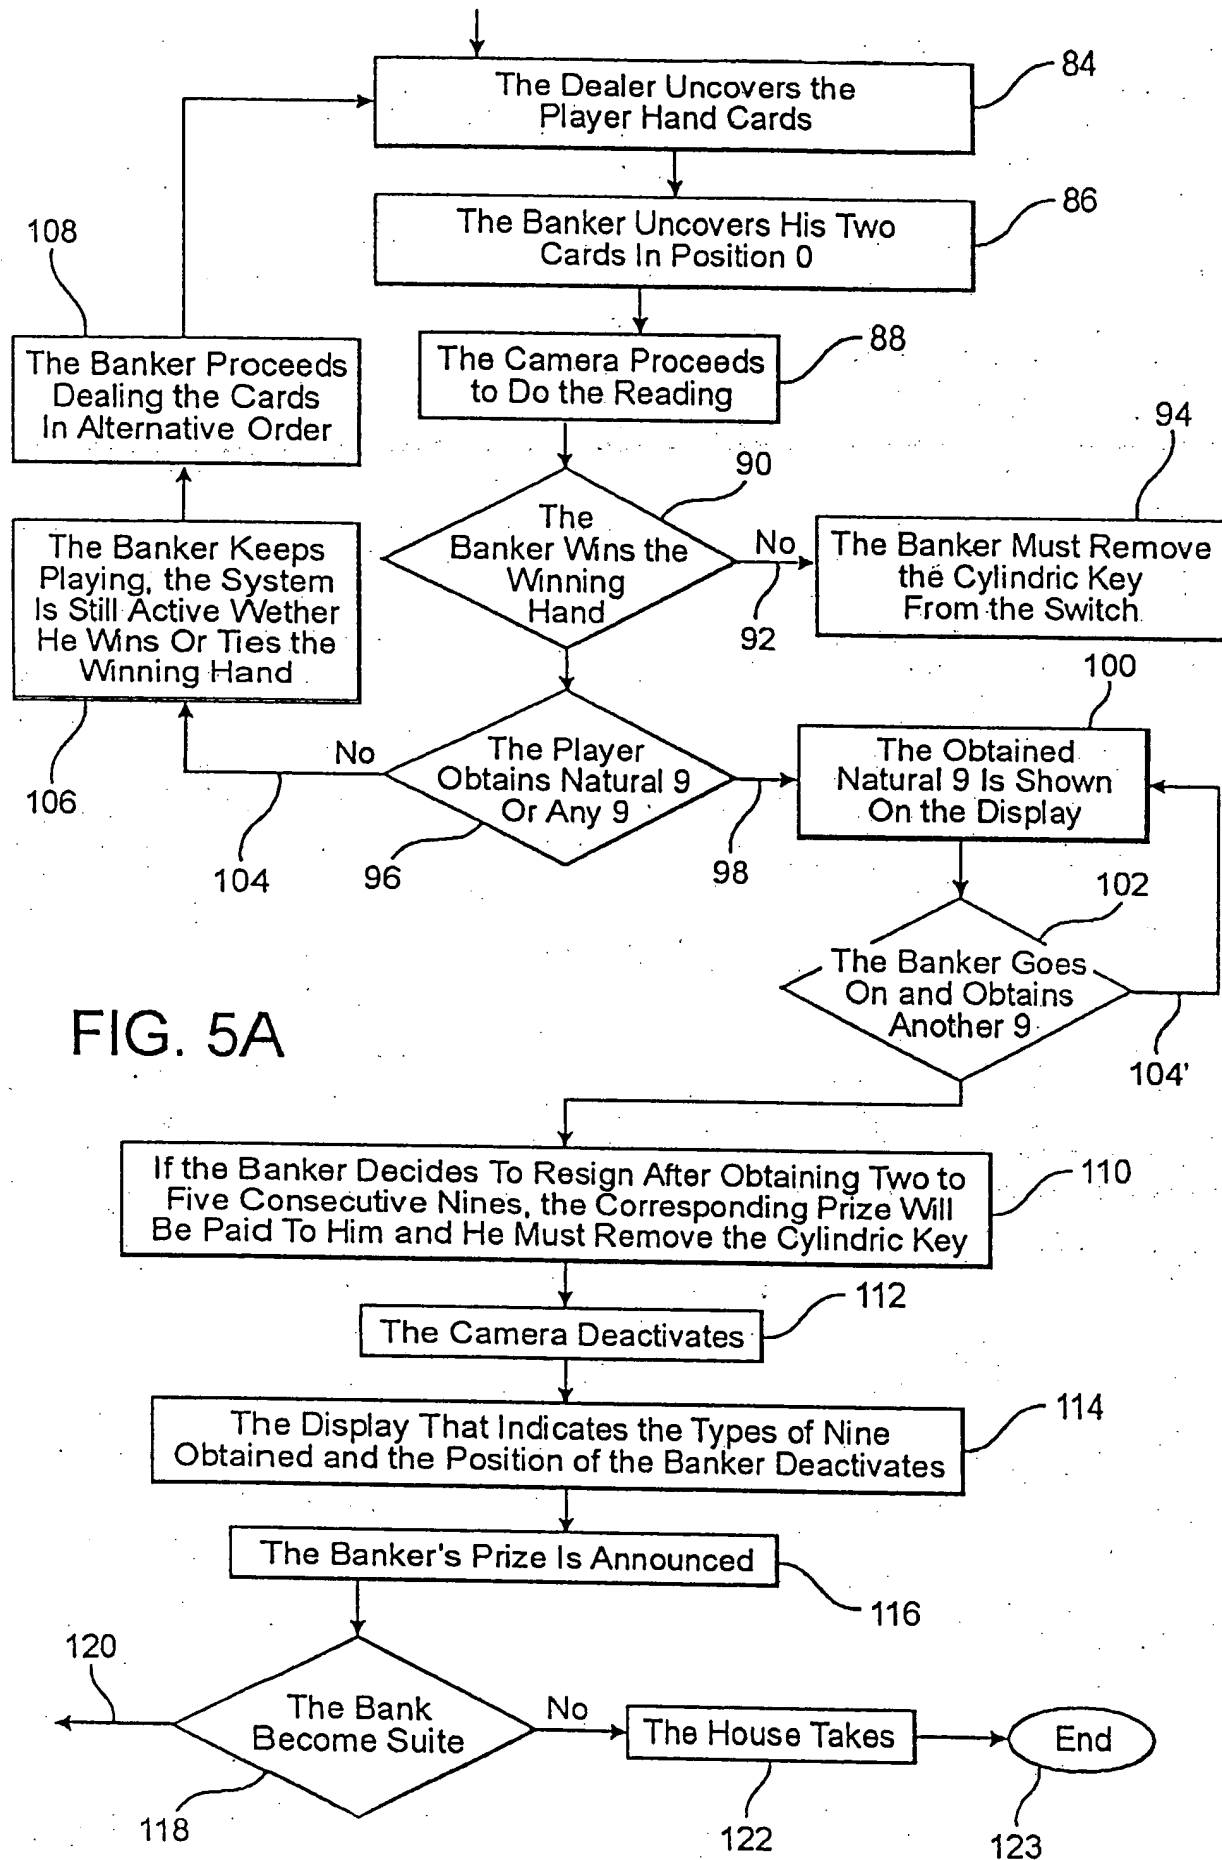 The Dealer Uncovers the
Player Hand Cards
84
The Banker Uncovers His Two
Cards In Position 0
86
108
The Banker Proceeds
Dealing the Cards
In Alternative Order
The Camera Proceeds
to Do the Reading
88
94
90
The
Banker Wins the
Winning
Hand
No
92
The Banker Must Remove
the Cylindric Key
From the Switch
The Banker Keeps
Playing, the System
Is Still Active Wether
He Wins Or Ties the
Winning Hand
106
No
104
The Player
Obtains Natural 9
Or Any 9
96
98
100
The Obtained
Natural 9 Is Shown
On the Display
102
The Banker Goes
On and Obtains
Another 9
104'
FIG. 5A
If the Banker Decides To Resign After Obtaining Two to
Five Consecutive Nines, the Corresponding Prize Will
Be Paid To Him and He Must Remove the Cylindric Key
110
112
The Camera Deactivates
The Display That Indicates the Types of Nine
Obtained and the Position of the Banker Deactivates
114
The Banker's Prize Is Announced
116
120
The Bank
Become Suite
118
No
The House Takes
122
End
123